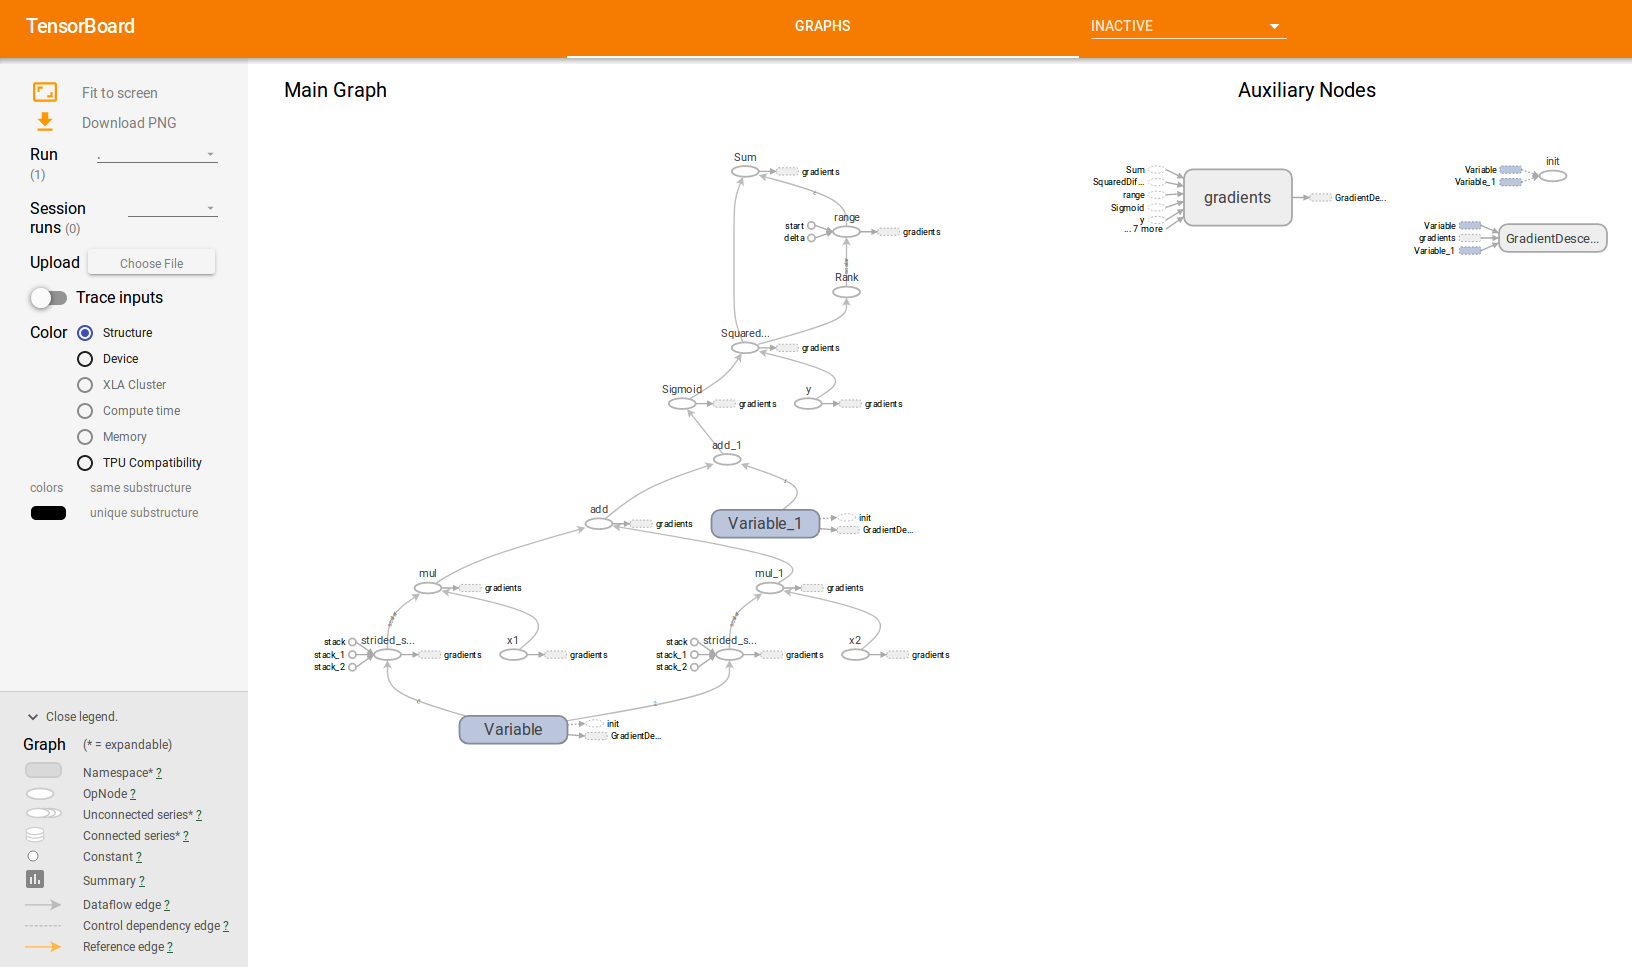 TensorBoard
GRAPHS
INACTIVE
Fit to screen
Download PNG
Run
(1)
.
Session
runs (0)
Upload
Choose File
Trace inputs
Color
Structure
Device
XLA Cluster
Compute time
Memory
TPU Compatibility
colors
same substructure
unique substructure
Close legend.
Graph
(* = expandable)
Namespace* ?
OpNode ?
Unconnected series* ?
Connected series* ?
Constant ?
Summary ?
Dataflow edge ?
Control dependency edge ?
Reference edge ?
Main Graph
Sum
gradients
range
start
delta
gradients
Rank
Squared...
gradients
Sigmoid
gradients
y
gradients
add_1
add
gradients
Variable_1
init
GradientDe...
mul
gradients
mul_1
gradients
stack
stack_1
stack_2
strided_s...
gradients
x1
gradients
stack
stack_1
stack_2
strided_s...
gradients
x2
gradients
Variable
init
GradientDe...
Auxiliary Nodes
Sum
SquaredDif...
range
Sigmoid
y
... 7 more
gradients
GradientDe...
Variable
Variable_1
init
Variable
gradients
Variable_1
GradientDesce...